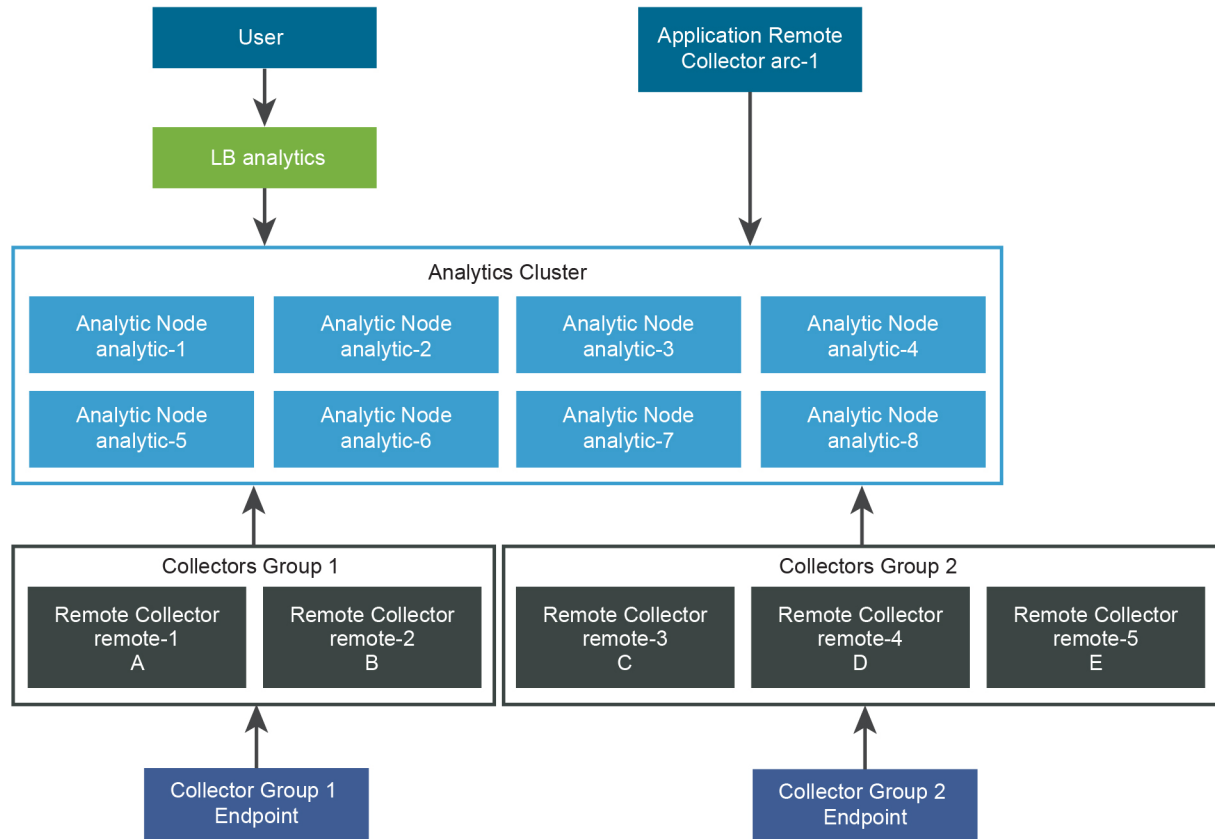 User
Application Remote
Collector arc-1
LB analytics
Analytics Cluster
Analytic Node
analytic-1
Analytic Node
analytic-2
Analytic Node
analytic-3
Analytic Node
analytic-4
Analytic Node
analytic-5
Analytic Node
analytic-6
Analytic Node
analytic-7
Analytic Node
analytic-8
Collectors Group 1
Remote Collector
remote-1
A
Remote Collector
remote-2
B
Collectors Group 2
Remote Collector
remote-3
C
Remote Collector
remote-4
D
Remote Collector
remote-5
E
Collector Group 1
Endpoint
Collector Group 2
Endpoint